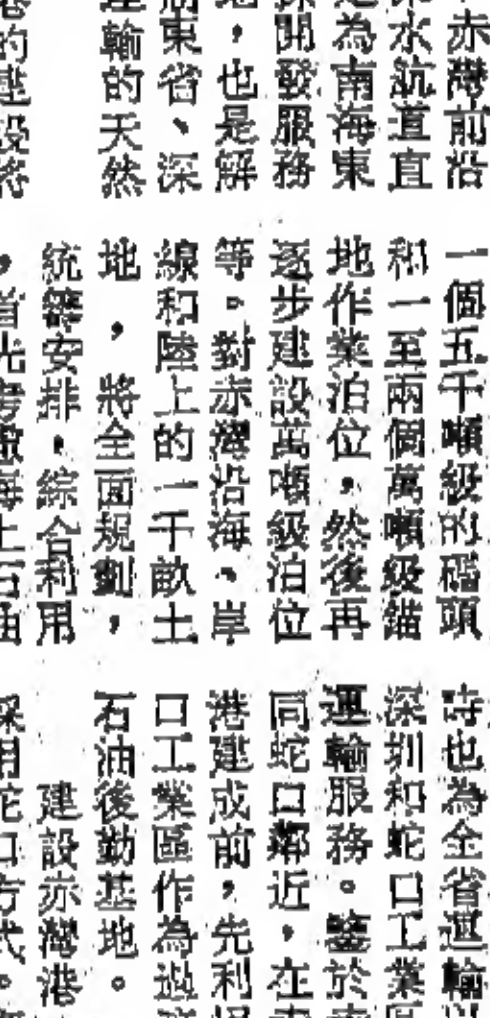 赤灣前沿
水航道直
為南海東
開發服務
,也是解
東省、深
輸的天然
一個五千噸級的碼頭
和一至兩個萬噸級錨
地作業泊位,然後再
逐步建設萬噸級泊位
等。對赤灣沿海、岸
線和陸上的一千畝土
地,將全面規劃,
統籌安排,綜合利用
時也為全省運輸
深圳和蛇口工業區
運輸服務。鑒於
同蛇口鄰近,在
港建成前,先利
口工業區作為過
石油後勤基地。
建設赤灣港
採用蛇口方式。